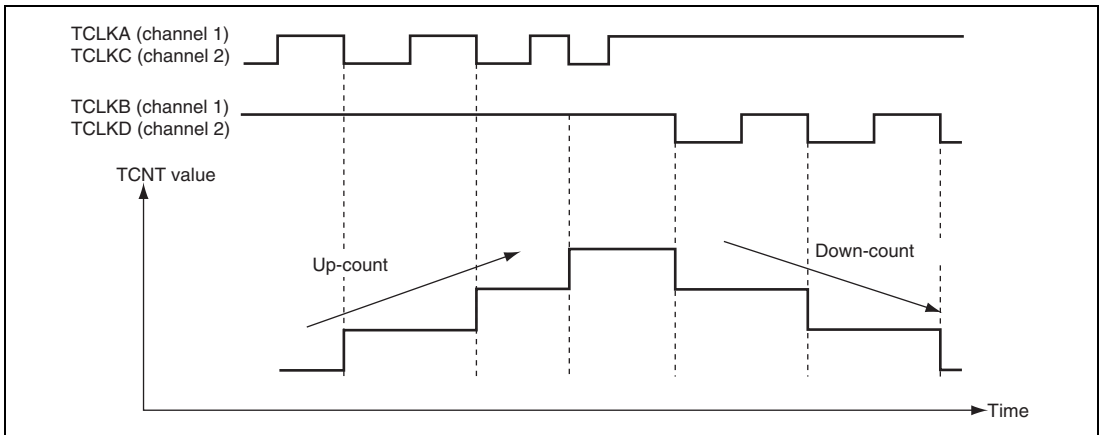 TCLKA (channel 1)
TCLKC (channel 2)
TCLKB (channel 1)
TCLKD (channel 2)
TCNT value
Up-count
Down-count
Time